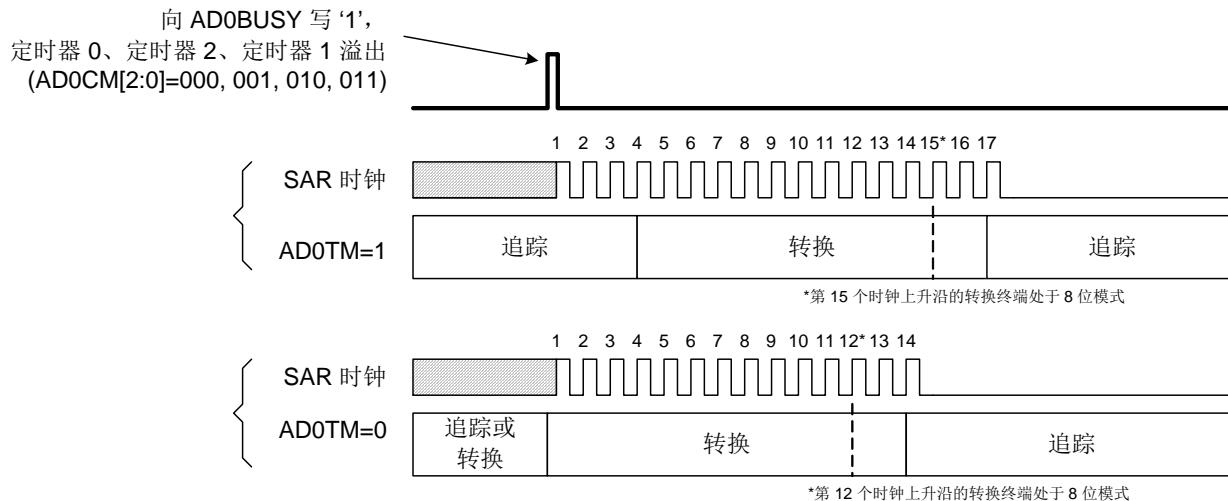 向 AD0BUSY 写 ‘1’，
定时器 0、定时器 2、定时器 1 溢出
(AD0CM[2:0]=000, 001, 010, 011)
1 2 3 4 5 6 7 8 9 10 11 12 13 14 15* 16 17
SAR 时钟
AD0TM=1
追踪 转换 追踪
*第 15 个时钟上升沿的转换终端处于 8 位模式
1 2 3 4 5 6 7 8 9 10 11 12* 13 14
SAR 时钟
AD0TM=0
追踪或
转换
转换 追踪
*第 12 个时钟上升沿的转换终端处于 8 位模式